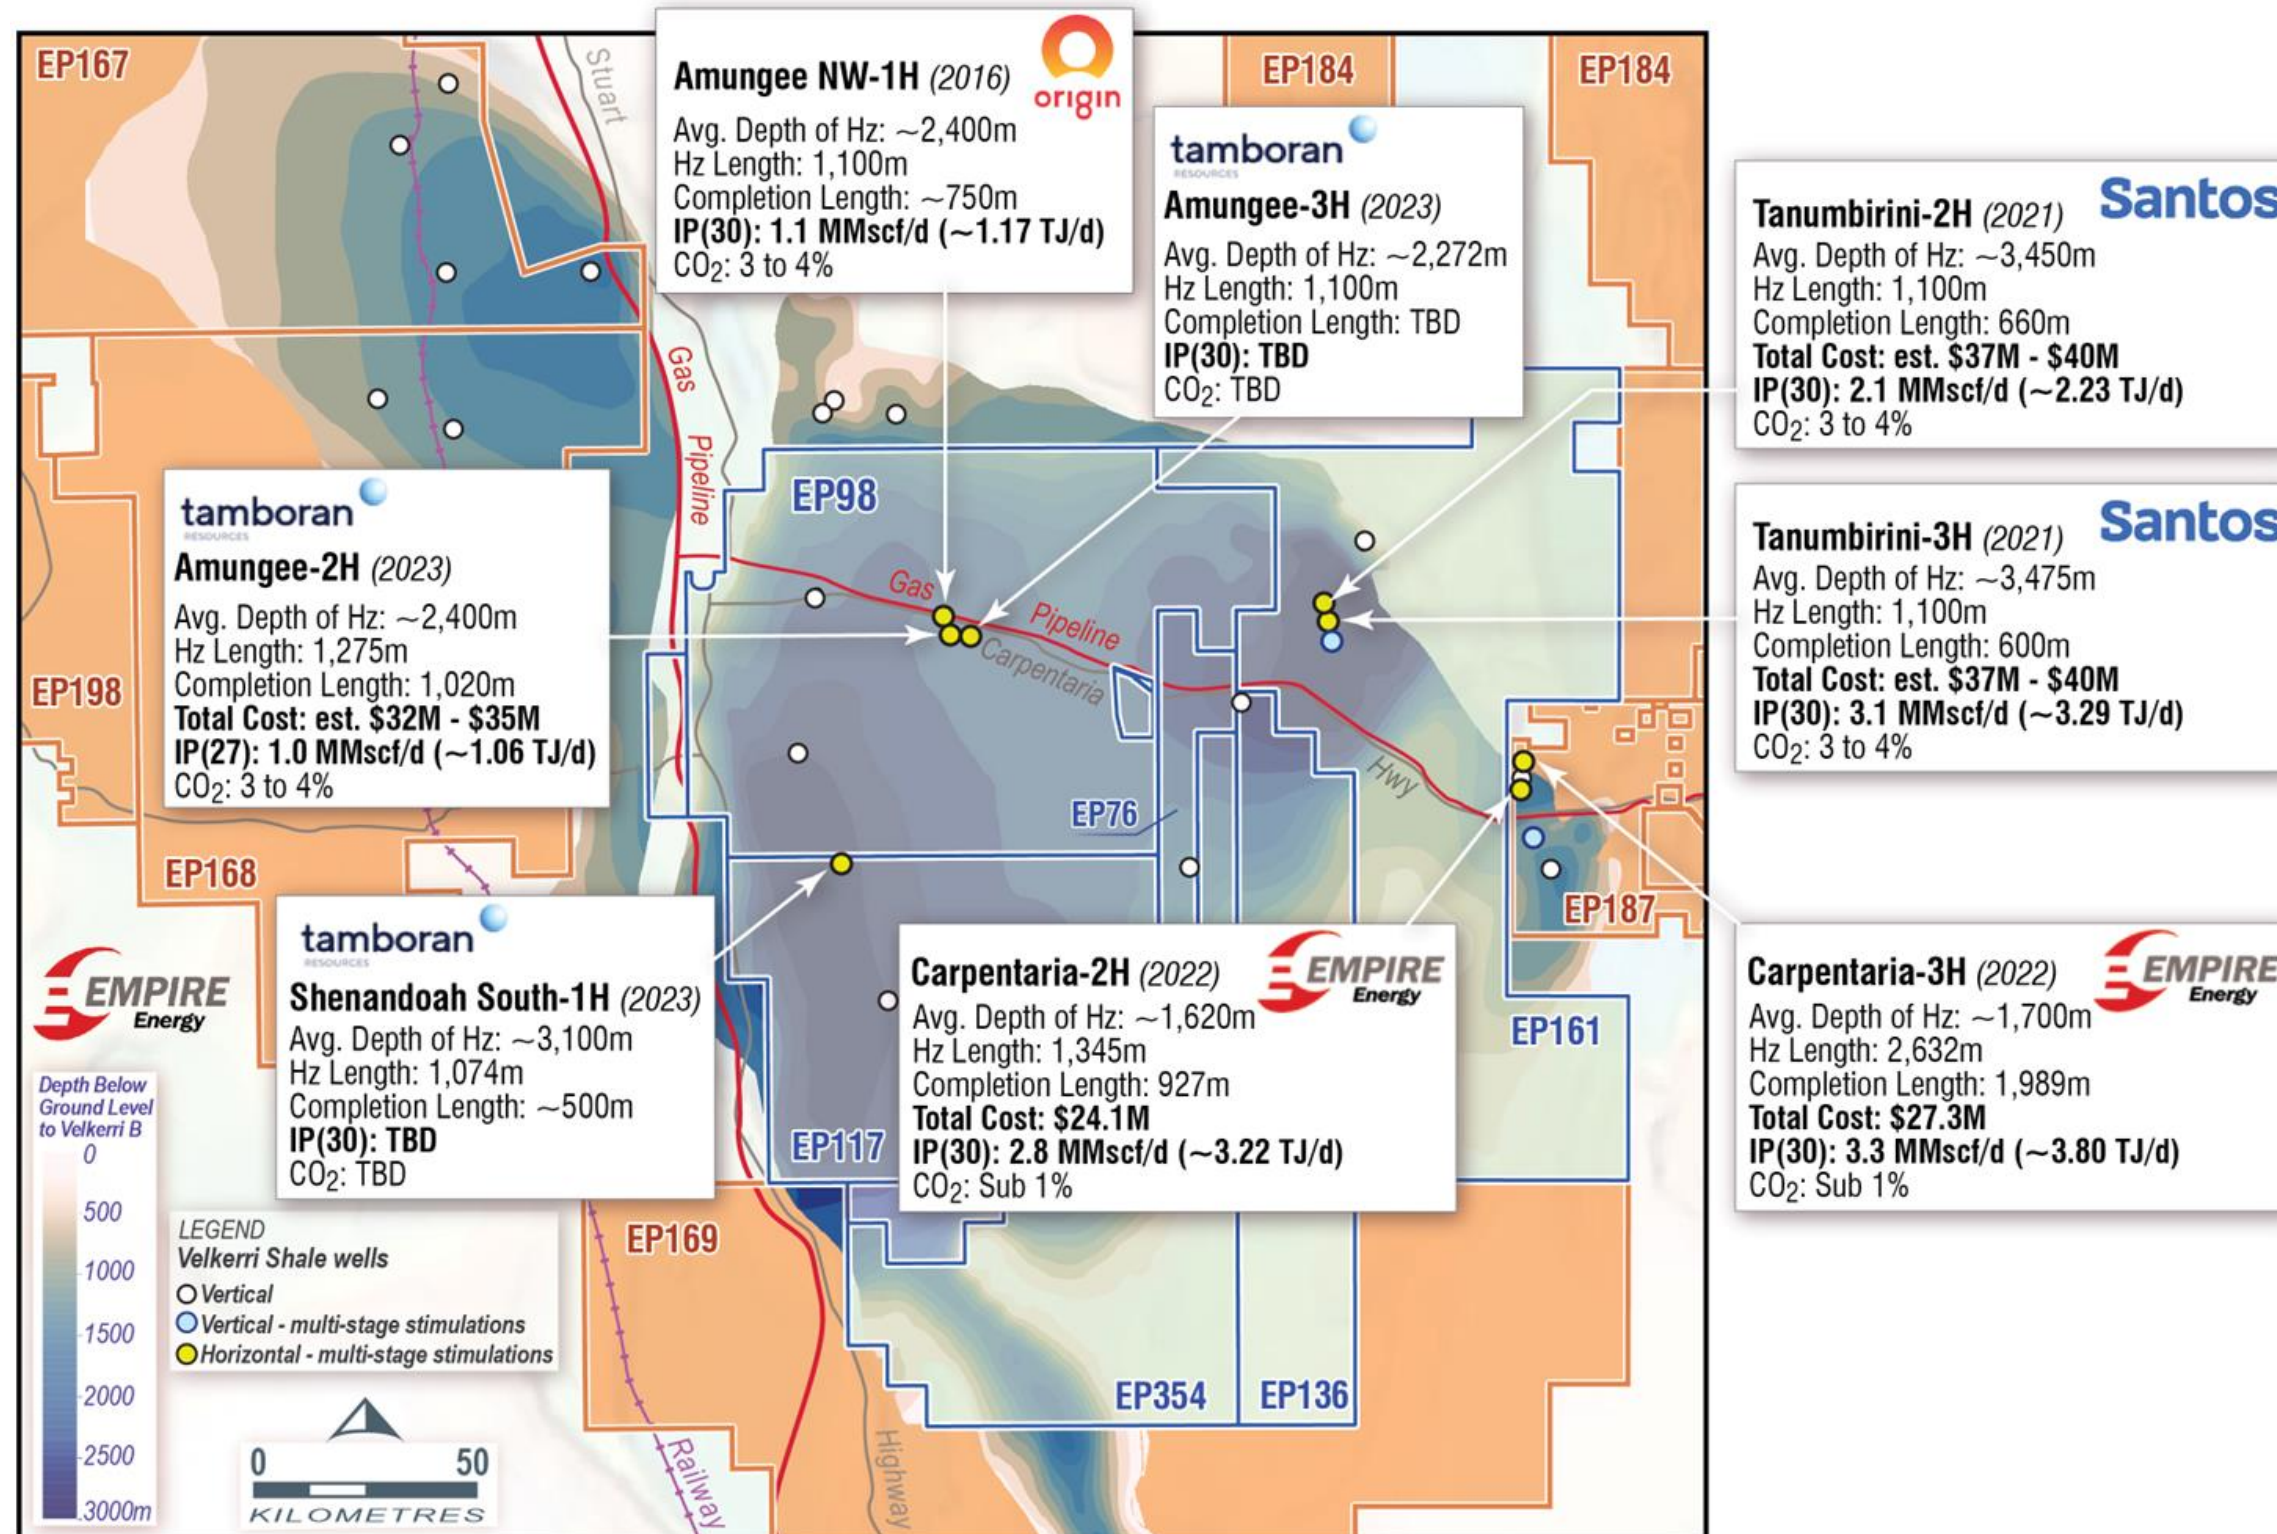 EP167
Stuart
Amungee NW-1H (2016)
origin
Avg. Depth of Hz: ~2,400m
Hz Length: 1,100m
Completion Length: ~750m
IP(30): 1.1 MMscf/d (~1.17 TJ/d)
CO2: 3 to 4%
EP184
EP184
tamboran
RESOURCES
Amungee-3H (2023)
Avg. Depth of Hz: ~2,272m
Hz Length: 1,100m
Completion Length: TBD
IP(30): TBD
CO2: TBD
Santos
Tanumbirini-2H (2021)
Avg. Depth of Hz: ~3,450m
Hz Length: 1,100m
Completion Length: 660m
Total Cost: est. $37M - $40M
IP(30): 2.1 MMscf/d (~2.23 TJ/d)
CO2: 3 to 4%
Gas
Pipeline
EP98
tamboran
RESOURCES
Amungee-2H (2023)
Avg. Depth of Hz: ~2,400m
Hz Length: 1,275m
Completion Length: 1,020m
Total Cost: est. $32M - $35M
IP(27): 1.0 MMscf/d (~1.06 TJ/d)
CO2: 3 to 4%
Gas
Pipeline
Carpentaria
Hwy
Santos
Tanumbirini-3H (2021)
Avg. Depth of Hz: ~3,475m
Hz Length: 1,100m
Completion Length: 600m
Total Cost: est. $37M - $40M
IP(30): 3.1 MMscf/d (~3.29 TJ/d)
CO2: 3 to 4%
EP198
EP76
EP168
EP187
EMPIRE
Energy
tamboran
RESOURCES
Shenandoah South-1H (2023)
Avg. Depth of Hz: ~3,100m
Hz Length: 1,074m
Completion Length: ~500m
IP(30): TBD
CO2: TBD
EP117
Carpentaria-2H (2022)
EMPIRE
Energy
Avg. Depth of Hz: ~1,620m
Hz Length: 1,345m
Completion Length: 927m
Total Cost: $24.1M
IP(30): 2.8 MMscf/d (~3.22 TJ/d)
CO2: Sub 1%
EP161
Carpentaria-3H (2022)
EMPIRE
Energy
Avg. Depth of Hz: ~1,700m
Hz Length: 2,632m
Completion Length: 1,989m
Total Cost: $27.3M
IP(30): 3.3 MMscf/d (~3.80 TJ/d)
CO2: Sub 1%
Depth Below
Ground Level
to Velkerri B
0
500
1000
1500
2000
2500
3000m
LEGEND
Velkerri Shale wells
Vertical
Vertical - multi-stage stimulations
Horizontal - multi-stage stimulations
EP169
EP354
EP136
0 50
KILOMETRES
Railway
Highway